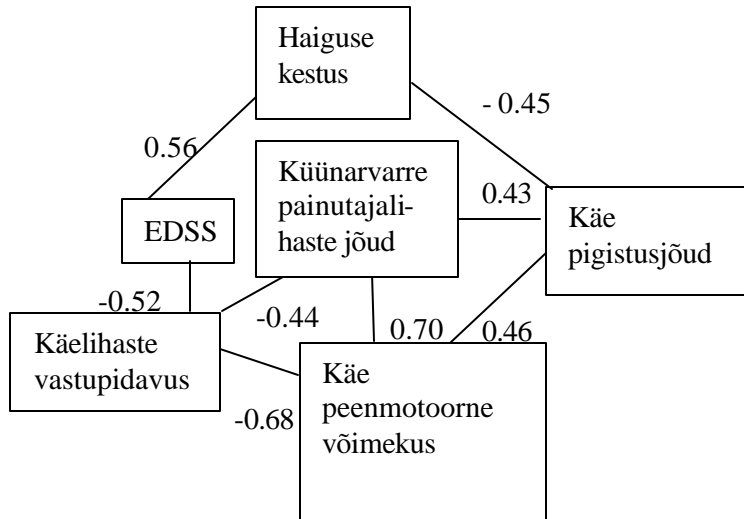 Haiguse
kestus
- 0.45
0.56
Küünarvarre
painutajali-
haste jõud
0.43
Käe
pigistusjõud
EDSS
-0.52
-0.44
0.70
0.46
Käelihaste
vastupidavus
Käe
peenmotoorne
võimekus
-0.68